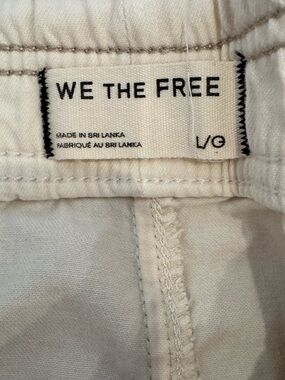 WE THE FREE
MADE IN SRI LANKA
FABRIQUÉ AU SRI LANKA
L/G